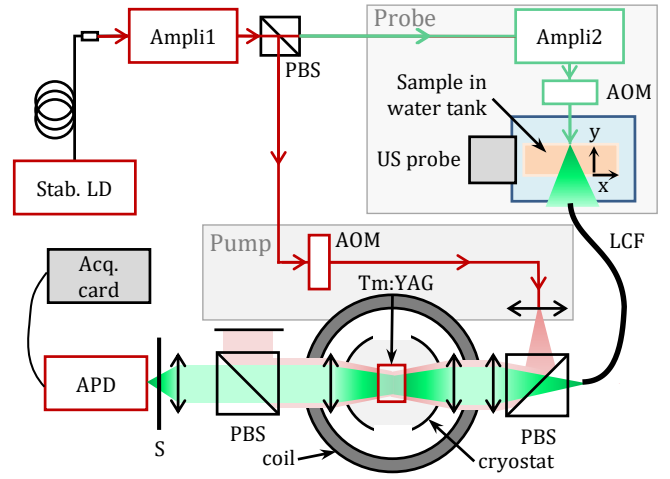 Ampli1
PBS
Probe
Ampli2
AOM
Sample in
water tank
US probe
y
x
Stab. LD
Pump
AOM
LCF
Acq.
card
Tm:YAG
APD
S
PBS
coil
cryostat
PBS